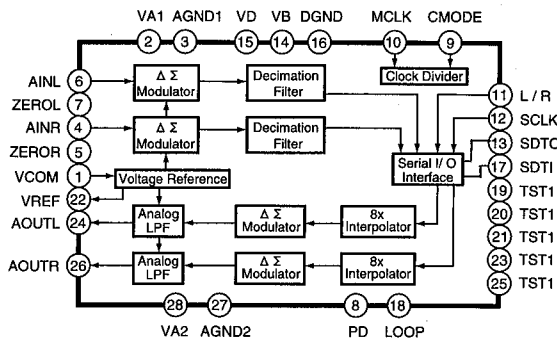 VA1 AGND1 VD VB DGND MCLK CMODE
2 3 15 14 16 10 9
AINL 6
ZEROL 7
AINR 4
ZEROR 5
VCOM 1
VREF 22
AOUTL 24
AOUTR 26
Δ Σ
Modulator
Decimation
Filter
Clock Divider
Δ Σ
Modulator
Decimation
Filter
Voltage Reference
Serial I/O
Interface
Analog
LPF
Δ Σ
Modulator
8x
Interpolator
Analog
LPF
Δ Σ
Modulator
8x
Interpolator
11 L / R
12 SCLK
13 SDTO
17 SDTI
19 TST1
20 TST1
21 TST1
23 TST1
25 TST1
28 27 8 18
VA2 AGND2 PD LOOP